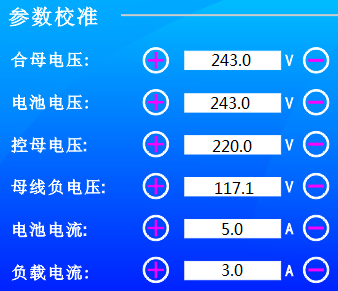 参数校准
合母电压: 243.0 V
电池电压: 243.0 V
控母电压: 220.0 V
母线负电压: 117.1 V
电池电流: 5.0 A
负载电流: 3.0 A